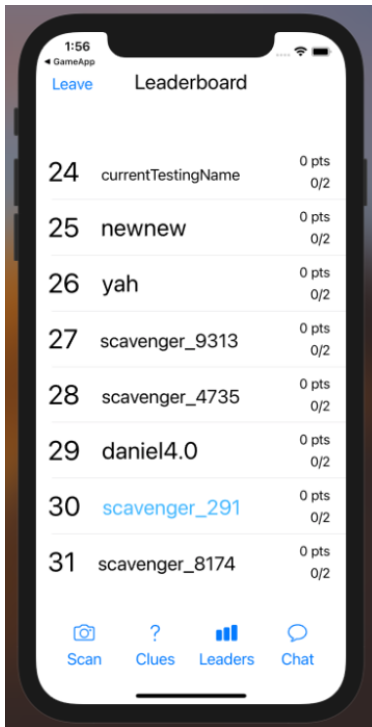 1:56
◀ GameApp
Leave Leaderboard
24 currentTestingName 0 pts
0/2
25 newnew 0 pts
0/2
26 yah 0 pts
0/2
27 scavenger_9313 0 pts
0/2
28 scavenger_4735 0 pts
0/2
29 daniel4.0 0 pts
0/2
30 scavenger_291 0 pts
0/2
31 scavenger_8174 0 pts
0/2
? 
Scan Clues Leaders Chat